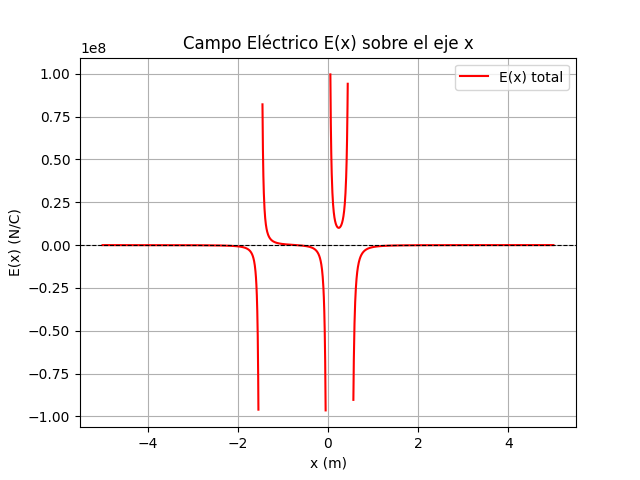 Campo Eléctrico E(x) sobre el eje x
1e8
E(x) total
1.00
0.75
0.50
0.25
0.00
−0.25
−0.50
−0.75
−1.00
E(x) (N/C)
−4
−2
0
2
4
x (m)